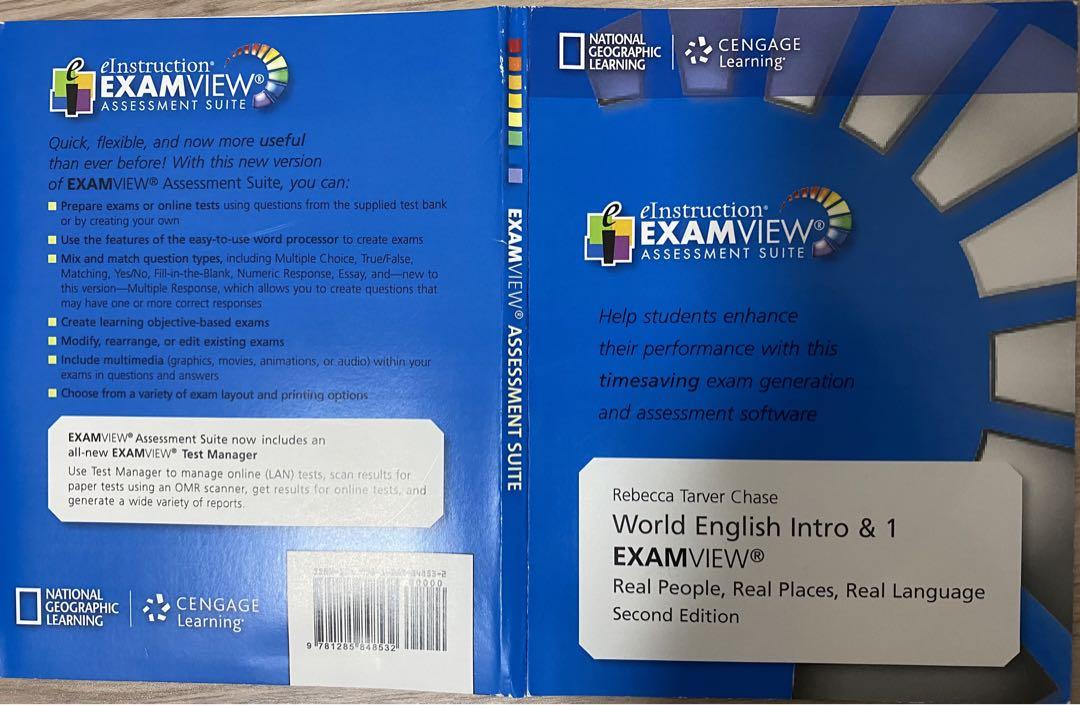 eInstruction®
EXAMVIEW®
ASSESSMENT SUITE
Quick, flexible, and now more useful
than ever before! With this new version
of EXAMVIEW® Assessment Suite, you can:
Prepare exams or online tests using questions from the supplied test bank
or by creating your own
Use the features of the easy-to-use word processor to create exams
Mix and match question types, including Multiple Choice, True/False,
Matching, Yes/No, Fill-in-the-Blank, Numeric Response, Essay, and—new to
this version—Multiple Response, which allows you to create questions that
may have one or more correct responses
Create learning objective-based exams
Modify, rearrange, or edit existing exams
Include multimedia (graphics, movies, animations, or audio) within your
exams in questions and answers
Choose from a variety of exam layout and printing options
EXAMVIEW® Assessment Suite now includes an
all-new EXAMVIEW® Test Manager
Use Test Manager to manage online (LAN) tests, scan results for
paper tests using an OMR scanner, get results for online tests, and
generate a wide variety of reports.
NATIONAL
GEOGRAPHIC
LEARNING
CENGAGE
Learning®
90000
9 781285 848532
EXAMVIEW® ASSESSMENT SUITE
NATIONAL
GEOGRAPHIC
LEARNING
CENGAGE
Learning®
eInstruction®
EXAMVIEW®
ASSESSMENT SUITE
Help students enhance
their performance with this
timesaving exam generation
and assessment software
Rebecca Tarver Chase
World English Intro & 1
EXAMVIEW®
Real People, Real Places, Real Language
Second Edition